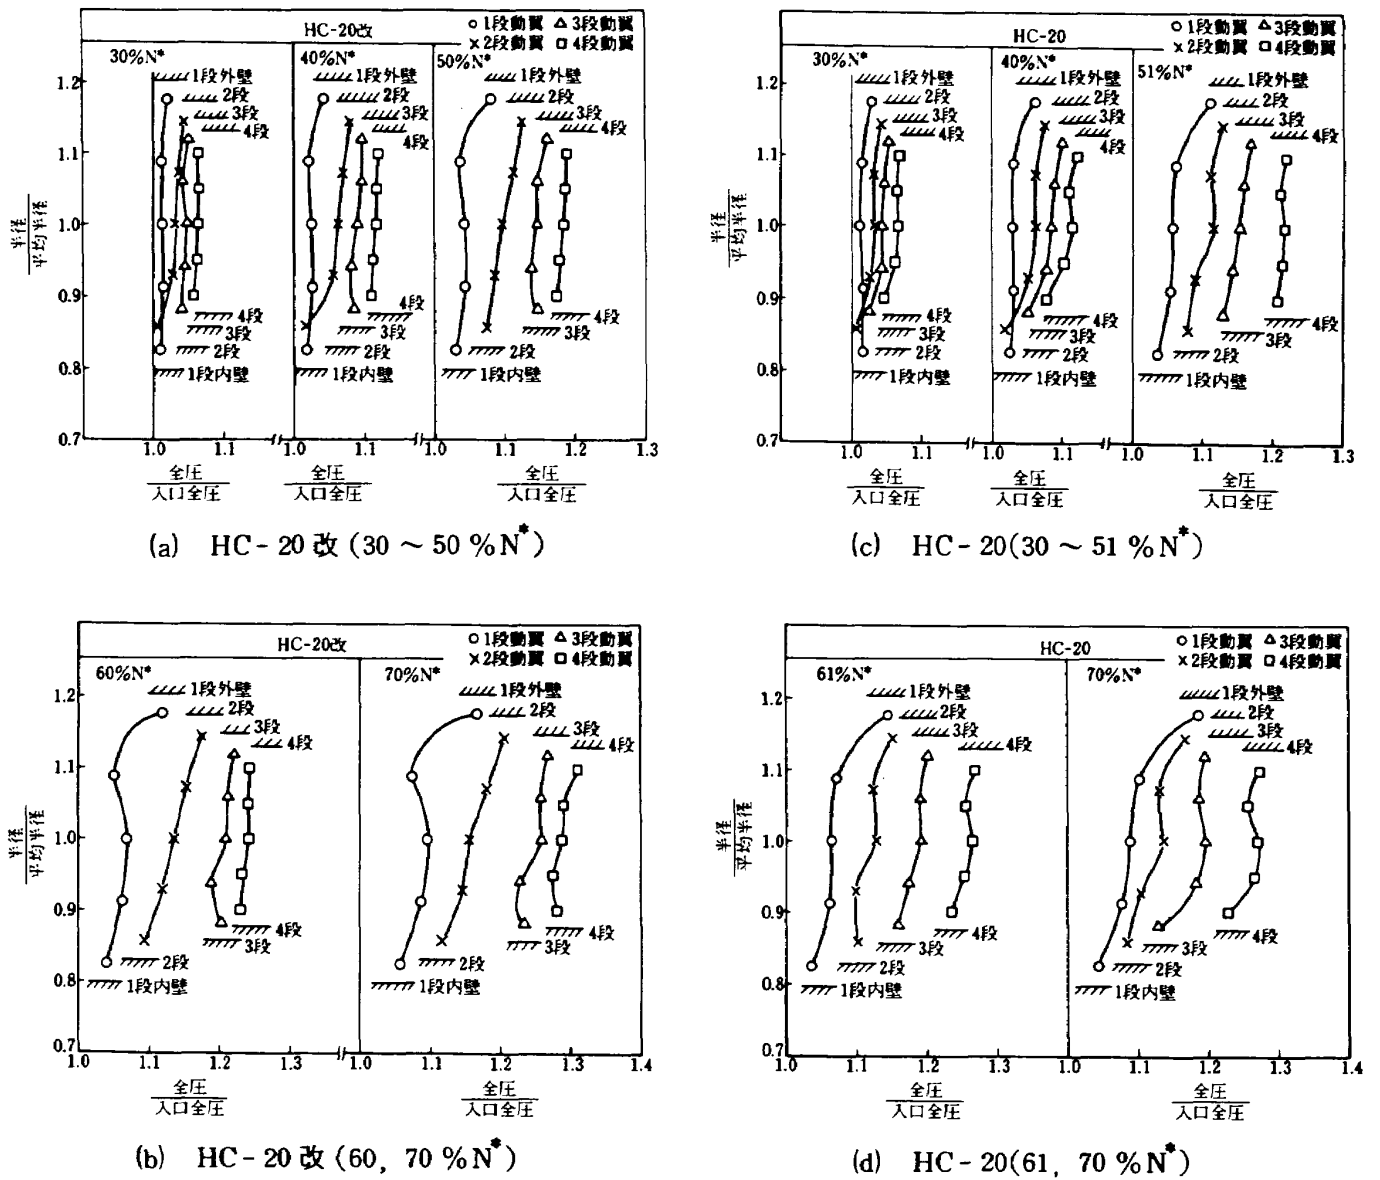 HC-20改
○1段動翼 △3段動翼
×2段動翼 □4段動翼
30%N*
40%N*
50%N*
1段外壁
2段
3段
4段
1段外壁
2段
3段
4段
1段外壁
2段
3段
4段
1.2
1.1
1.0
0.9
0.8
0.7
半径
平均半径
4段
3段
2段
1段内壁
4段
3段
2段
1段内壁
4段
3段
2段
1段内壁
1.0 1.1 1.0 1.1 1.0 1.1 1.2 1.3
全圧
入口全圧
全圧
入口全圧
全圧
入口全圧
(a) HC-20改(30～50%N*)
HC-20
○1段動翼 △3段動翼
×2段動翼 □4段動翼
30%N*
40%N*
51%N*
1段外壁
2段
3段
4段
1段外壁
2段
3段
4段
1段外壁
2段
3段
4段
1.2
1.1
1.0
0.9
0.8
0.7
半径
平均半径
4段
3段
2段
1段内壁
4段
3段
2段
1段内壁
4段
3段
2段
1段内壁
1.0 1.1 1.0 1.1 1.0 1.1 1.2 1.3
全圧
入口全圧
全圧
入口全圧
全圧
入口全圧
(c) HC-20(30～51%N*)
HC-20改
○1段動翼 △3段動翼
×2段動翼 □4段動翼
60%N*
70%N*
1段外壁
2段
3段
4段
1段外壁
2段
3段
4段
1.2
1.1
1.0
0.9
0.8
0.7
半径
平均半径
4段
3段
2段
1段内壁
4段
3段
2段
1段内壁
1.0 1.1 1.2 1.3 1.0 1.1 1.2 1.3 1.4
全圧
入口全圧
全圧
入口全圧
(b) HC-20改(60, 70%N*)
HC-20
○1段動翼 △3段動翼
×2段動翼 □4段動翼
61%N*
70%N*
1段外壁
2段
3段
4段
1段外壁
2段
3段
4段
1.2
1.1
1.0
0.9
0.8
0.7
半径
平均半径
4段
3段
2段
1段内壁
4段
3段
2段
1段内壁
1.0 1.1 1.2 1.3 1.0 1.1 1.2 1.3 1.4
全圧
入口全圧
全圧
入口全圧
(d) HC-20(61, 70%N*)